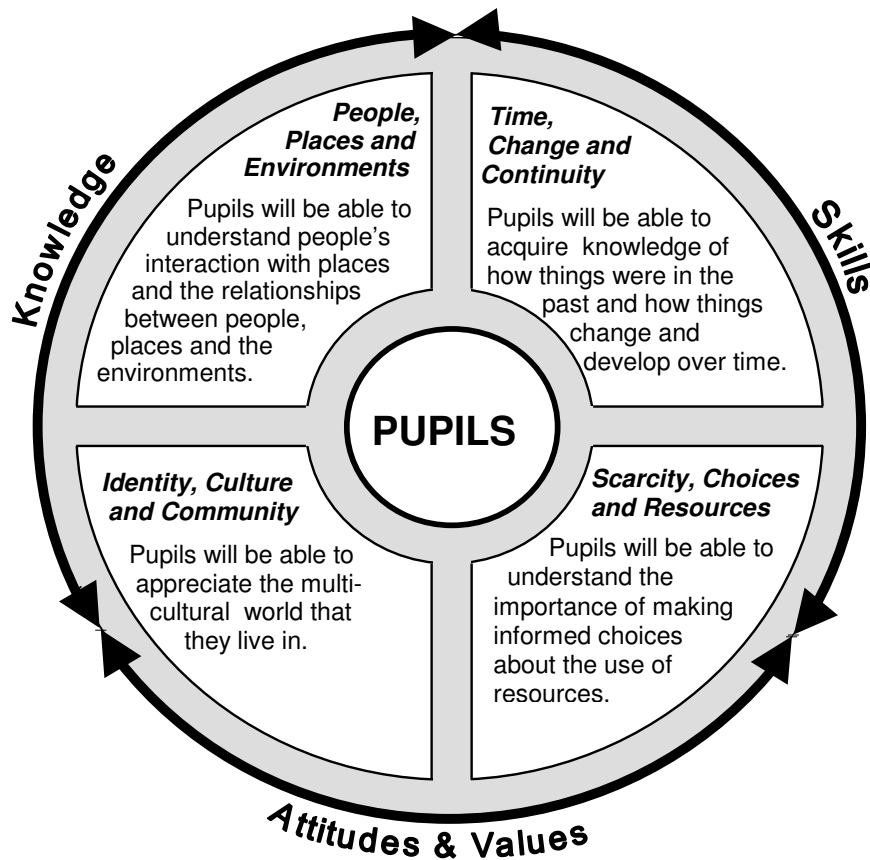 Knowledge
People,
Places and
Environments
Pupils will be able to
understand people's
interaction with places
and the relationships
between people,
places and the
environments.
Time,
Change and
Continuity
Pupils will be able to
acquire knowledge of
how things were in the
past and how things
change and
develop over time.
Skills
PUPILS
Identity, Culture
and Community
Pupils will be able to
appreciate the multi-
cultural world that
they live in.
Scarcity, Choices
and Resources
Pupils will be able to
understand the
importance of making
informed choices
about the use of
resources.
Attitudes & Values